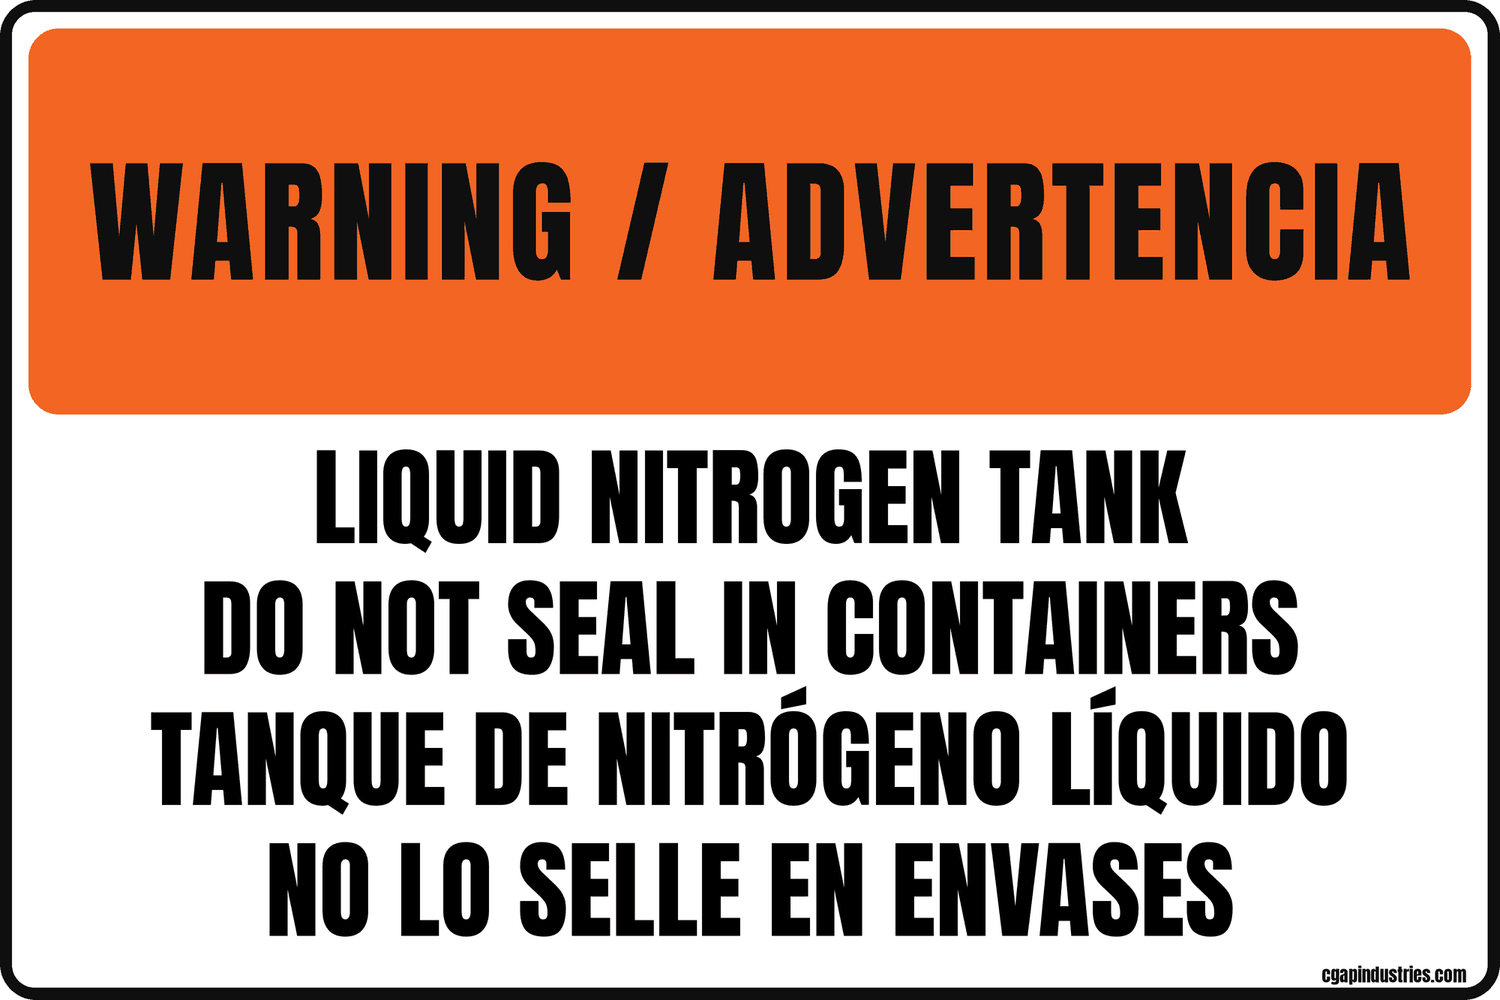 WARNING / ADVERTENCIA
LIQUID NITROGEN TANK
DO NOT SEAL IN CONTAINERS
TANQUE DE NITRÓGENO LÍQUIDO
NO LO SELLE EN ENVASES
cgapindustries.com